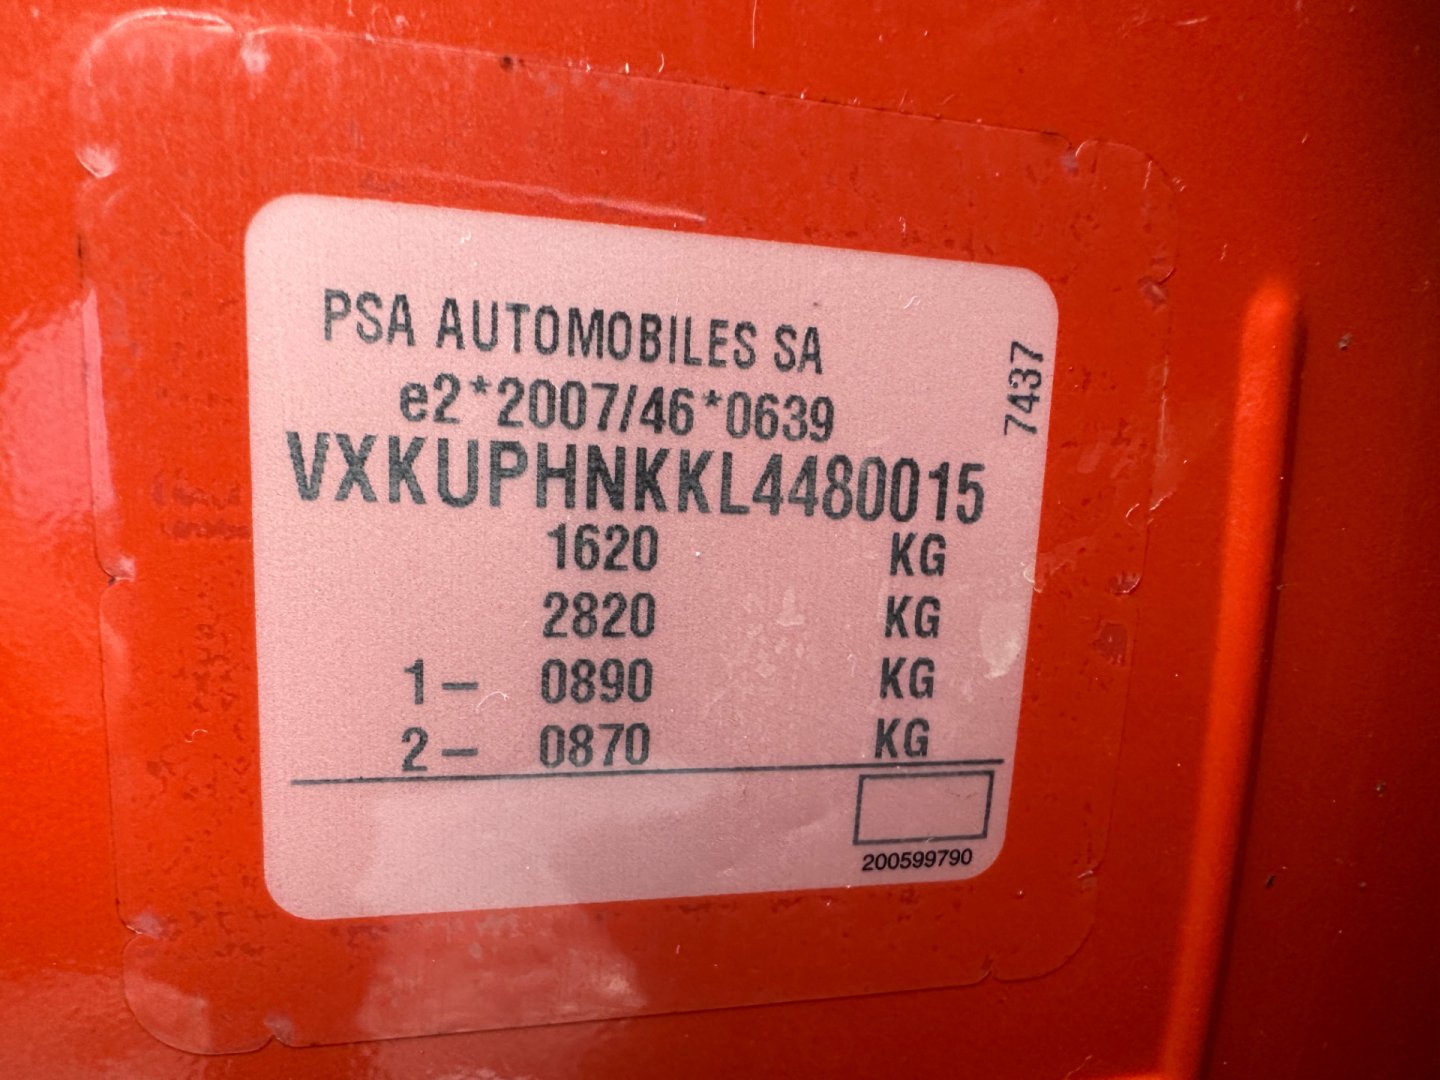 PSA AUTOMOBILES SA
e2*2007/46*0639
VXKUPHNKKL4480015
1620 KG
2820 KG
1- 0890 KG
2- 0870 KG
7437
200599790